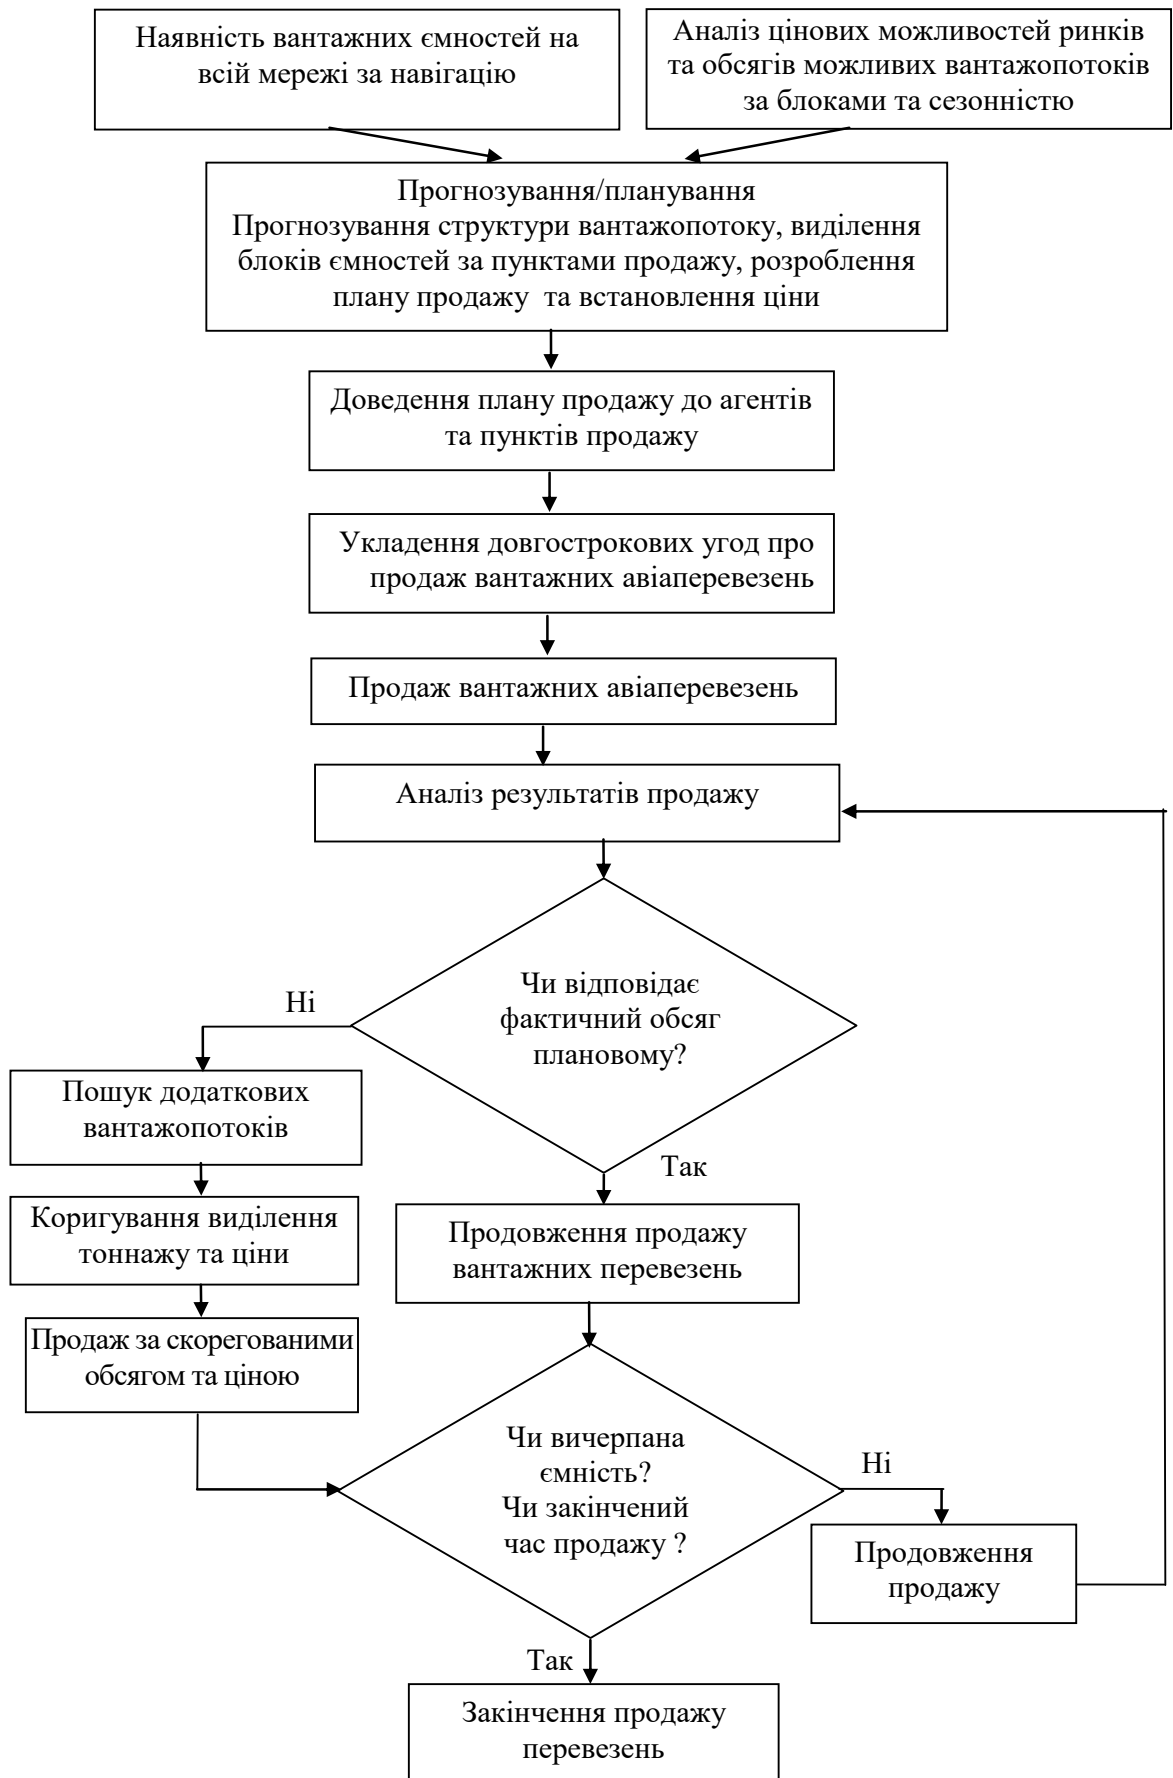 Наявність вантажних ємностей на
всій мережі за навігацію
Аналіз цінових можливостей ринків
та обсягів можливих вантажопотоків
за блоками та сезонністю
Прогнозування/планування
Прогнозування структури вантажопотоку, виділення
блоків ємностей за пунктами продажу, розроблення
плану продажу та встановлення ціни
Доведення плану продажу до агентів
та пунктів продажу
Укладення довгострокових угод про
продаж вантажних авіаперевезень
Продаж вантажних авіаперевезень
Аналіз результатів продажу
Чи відповідає
фактичний обсяг
плановому?
Ні
Пошук додаткових
вантажопотоків
Так
Коригування виділення
тоннажу та ціни
Продовження продажу
вантажних перевезень
Продаж за скорегованими
обсягом та ціною
Чи вичерпана
ємність?
Чи закінчений
час продажу ?
Ні
Продовження
продажу
Так
Закінчення продажу
перевезень